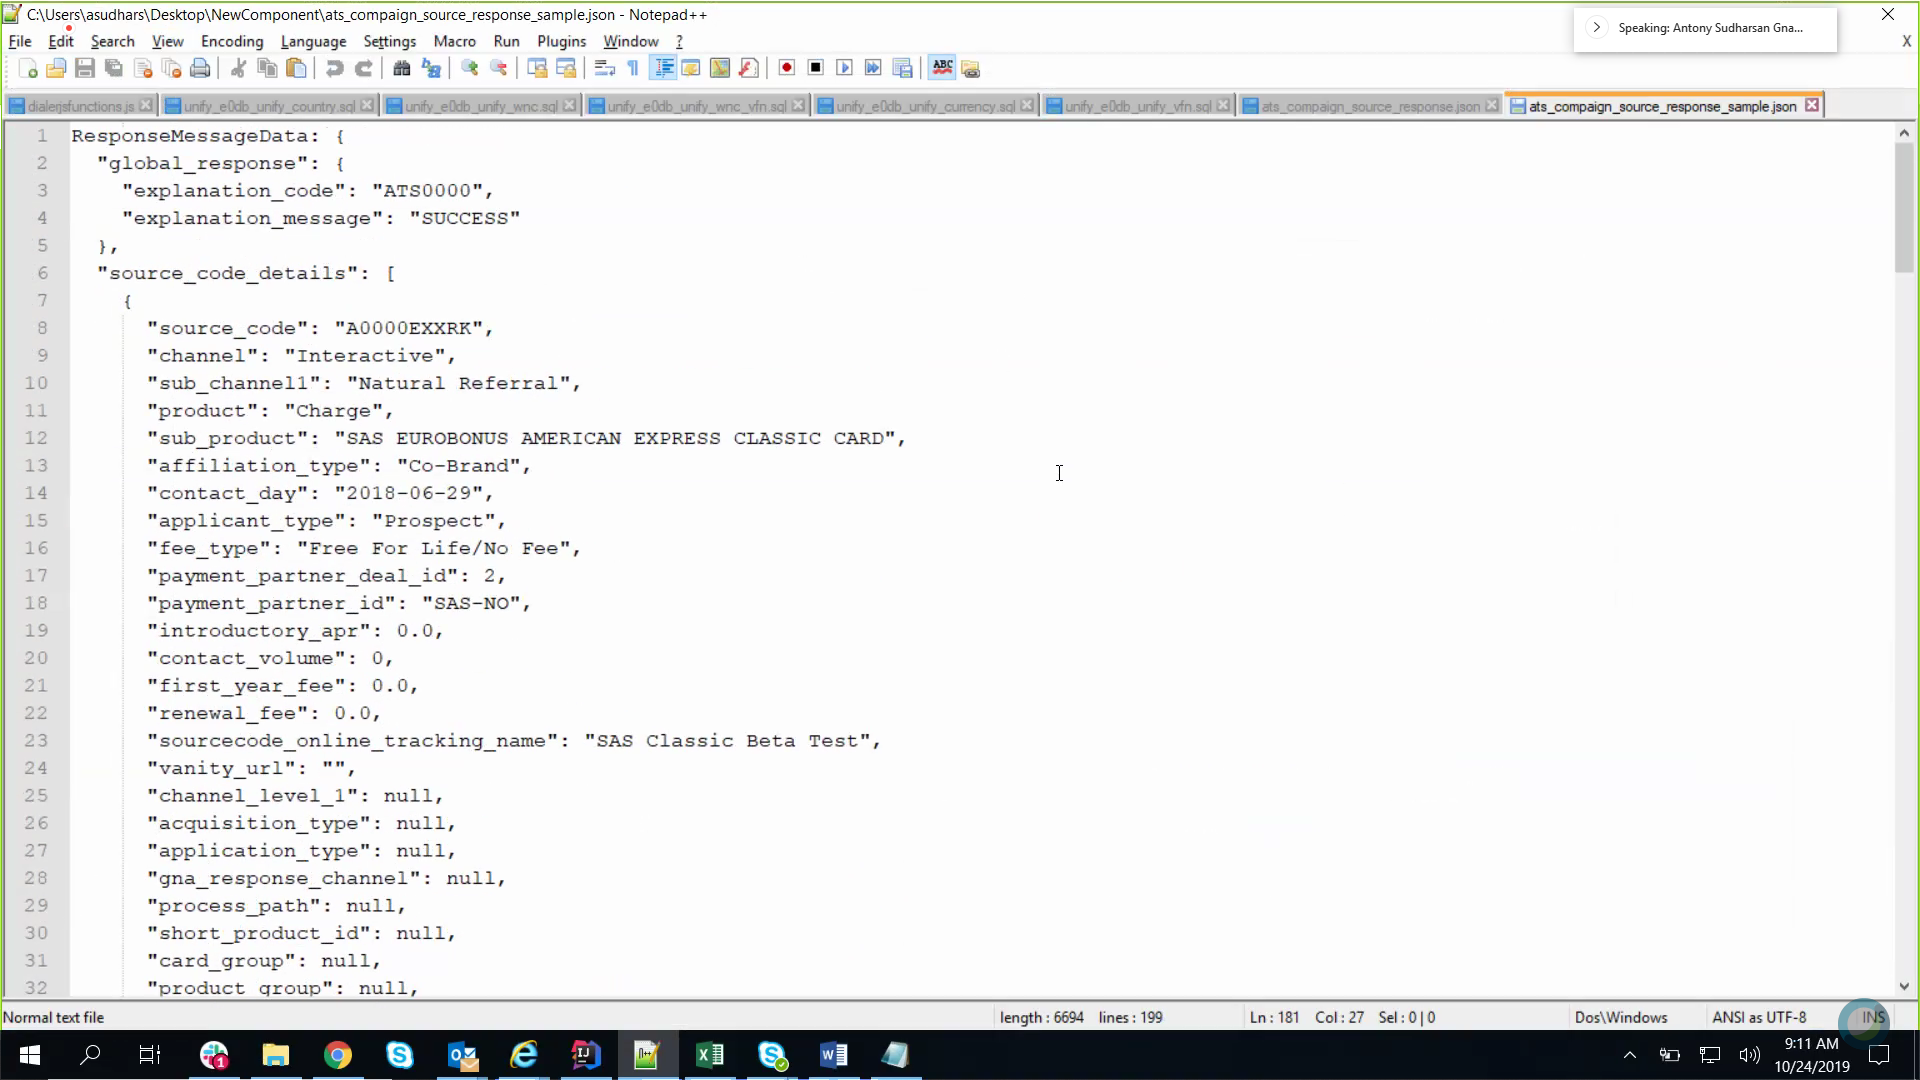 C:\Users\asudhars\Desktop\NewComponent\ats_compaign_source_response_sample.json - Notepad++
Speaking: Antony Sudharsan Gna...
File Edit Search View Encoding Language Settings Macro Run Plugins Window ? X
dialerjsfunctions.js unify_e0db_unify_country.sql unify_e0db_unify_wnc.sql unify_e0db_unify_wnc_vfn.sql unify_e0db_unify_currency.sql unify_e0db_unify_vfn.sql ats_compaign_source_response.json ats_compaign_source_response_sample.json
1 ResponseMessageData: {
2 "global_response": {
3 "explanation_code": "ATS0000",
4 "explanation_message": "SUCCESS"
5 },
6 "source_code_details": [
7 {
8 "source_code": "A0000EXXRK",
9 "channel": "Interactive",
10 "sub_channel1": "Natural Referral",
11 "product": "Charge",
12 "sub_product": "SAS EUROBONUS AMERICAN EXPRESS CLASSIC CARD",
13 "affiliation_type": "Co-Brand",
14 "contact_day": "2018-06-29",
15 "applicant_type": "Prospect",
16 "fee_type": "Free For Life/No Fee",
17 "payment_partner_deal_id": 2,
18 "payment_partner_id": "SAS-NO",
19 "introductory_apr": 0.0,
20 "contact_volume": 0,
21 "first_year_fee": 0.0,
22 "renewal_fee": 0.0,
23 "sourcecode_online_tracking_name": "SAS Classic Beta Test",
24 "vanity_url": "",
25 "channel_level_1": null,
26 "acquisition_type": null,
27 "application_type": null,
28 "gna_response_channel": null,
29 "process_path": null,
30 "short_product_id": null,
31 "card_group": null,
32 "product_group": null,
Normal text file length : 6694 lines : 199 Ln : 181 Col : 27 Sel : 0 | 0 Dos\Windows ANSI as UTF-8 INS
9:11 AM
10/24/2019